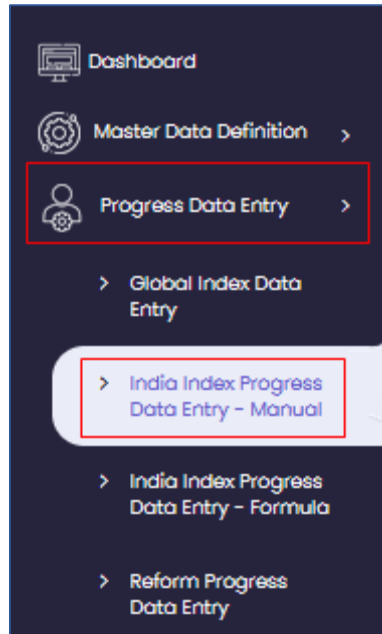 Dashboard
Master Data Definition >
Progress Data Entry >
> Global Index Data
Entry
> India Index Progress
Data Entry - Manual
> India Index Progress
Data Entry - Formula
> Reform Progress
Data Entry